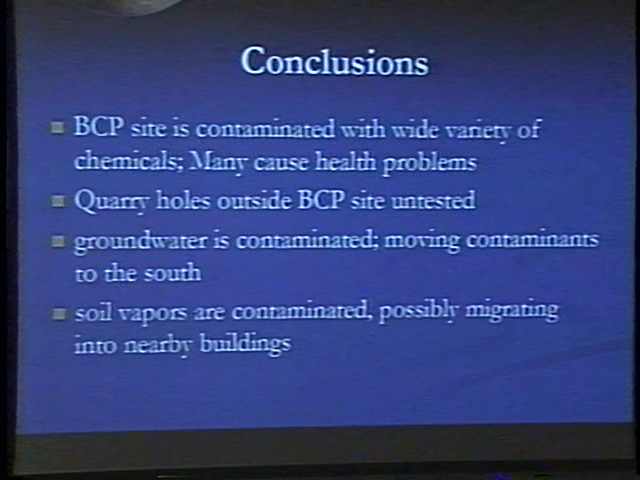 Conclusions
BCP site is contaminated with wide variety of
chemicals; Many cause health problems
Quarry holes outside BCP site untested
groundwater is contaminated; moving contaminants
to the south
soil vapors are contaminated, possibly migrating
into nearby buildings